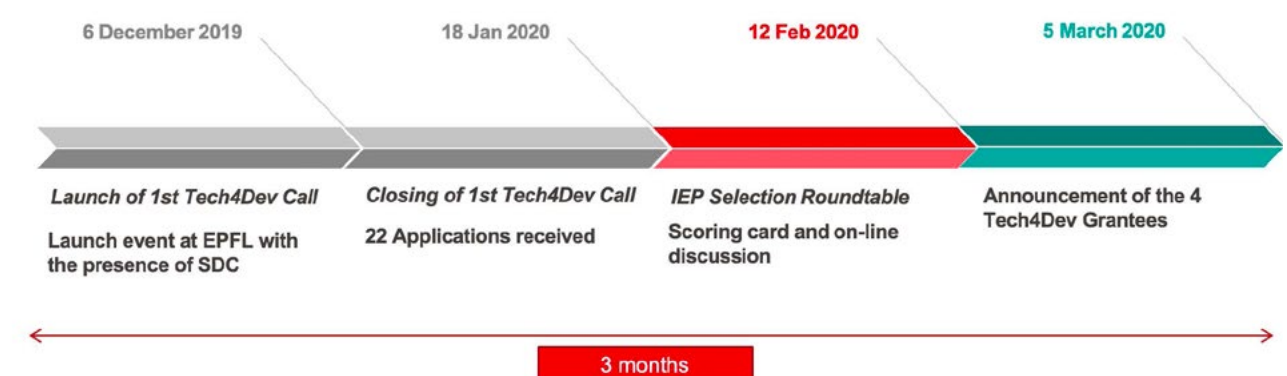 6 December 2019
18 Jan 2020
12 Feb 2020
5 March 2020
Launch of 1st Tech4Dev Call
Launch event at EPFL with
the presence of SDC
Closing of 1st Tech4Dev Call
22 Applications received
IEP Selection Roundtable
Scoring card and on-line
discussion
Announcement of the 4
Tech4Dev Grantees
3 months